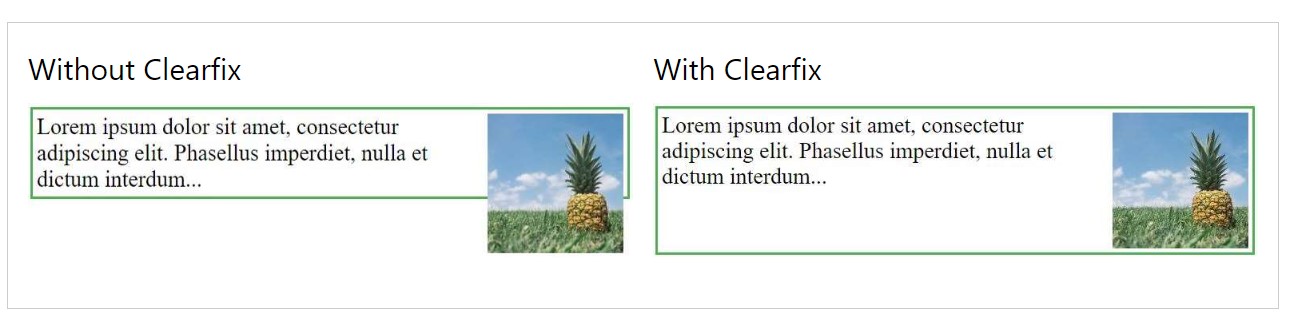 Without Clearfix
Lorem ipsum dolor sit amet, consectetur
adipiscing elit. Phasellus imperdiet, nulla et
dictum interdum...
With Clearfix
Lorem ipsum dolor sit amet, consectetur
adipiscing elit. Phasellus imperdiet, nulla et
dictum interdum...